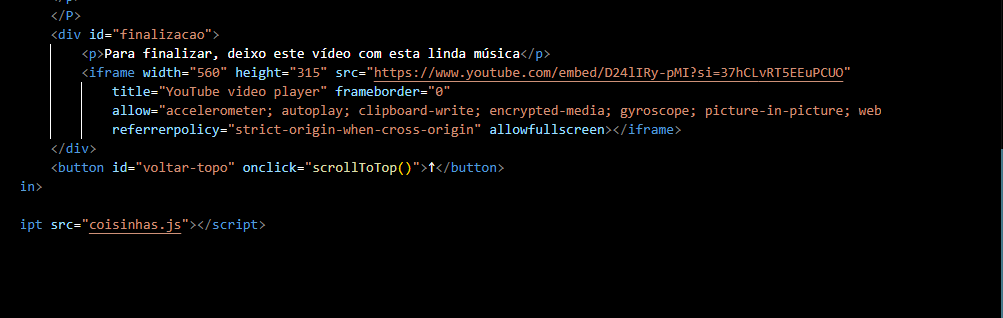 </p>
</P>
<div id="finalizacao">
<p>Para finalizar, deixo este vídeo com esta linda música</p>
<iframe width="560" height="315" src="https://www.youtube.com/embed/D24lIRy-pMI?si=37hCLvRT5EEuPCUO"
title="YouTube video player" frameborder="0"
allow="accelerometer; autoplay; clipboard-write; encrypted-media; gyroscope; picture-in-picture; web
referrerpolicy="strict-origin-when-cross-origin" allowfullscreen></iframe>
</div>
<button id="voltar-topo" onclick="scrollToTop()">↑</button>
in>
ipt src="coisinhas.js"></script>